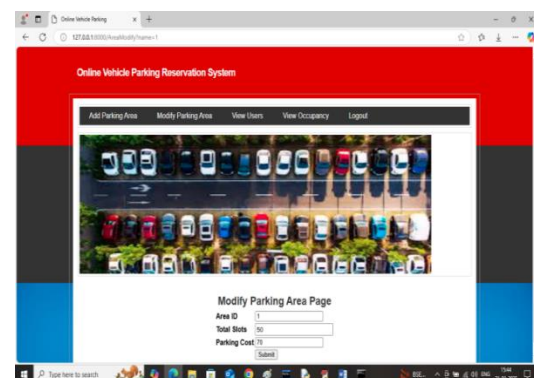 Online Vehicle Parking
127.0.0.1:8000/AreaModify?name=1
Online Vehicle Parking Reservation System
Add Parking Area Modify Parking Area View Users View Occupancy Logout
Modify Parking Area Page
Area ID 1
Total Slots 50
Parking Cost 70
Submit
Type here to search
ENG